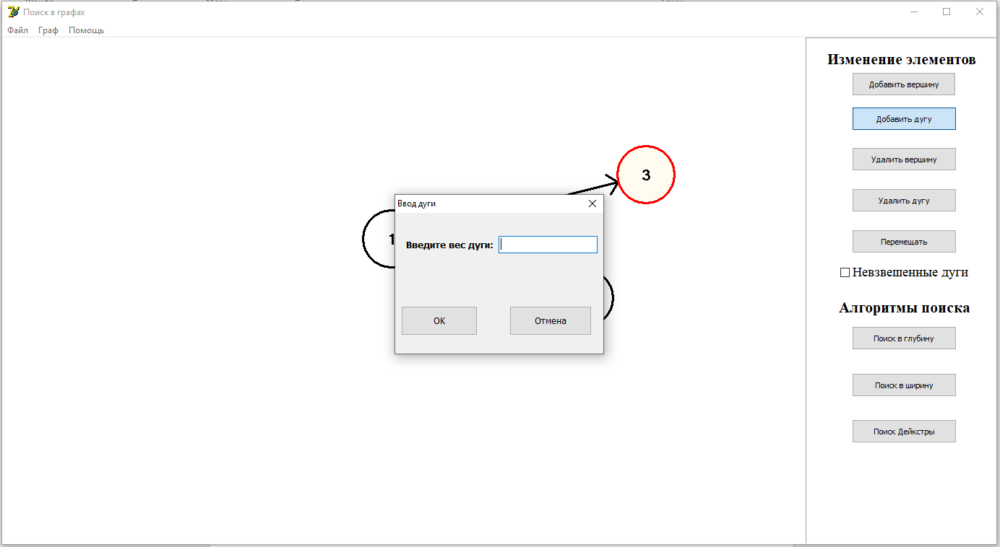 Поиск в графах
Файл Граф Помощь
Изменение элементов
Добавить вершину
Добавить дугу
Удалить вершину
3
Удалить дугу
Ввод дуги
1
Введите вес дуги:
Перемещать
Невзвешенные дуги
Алгоритмы поиска
ОК
Отмена
Поиск в глубину
Поиск в ширину
Поиск Дейкстры